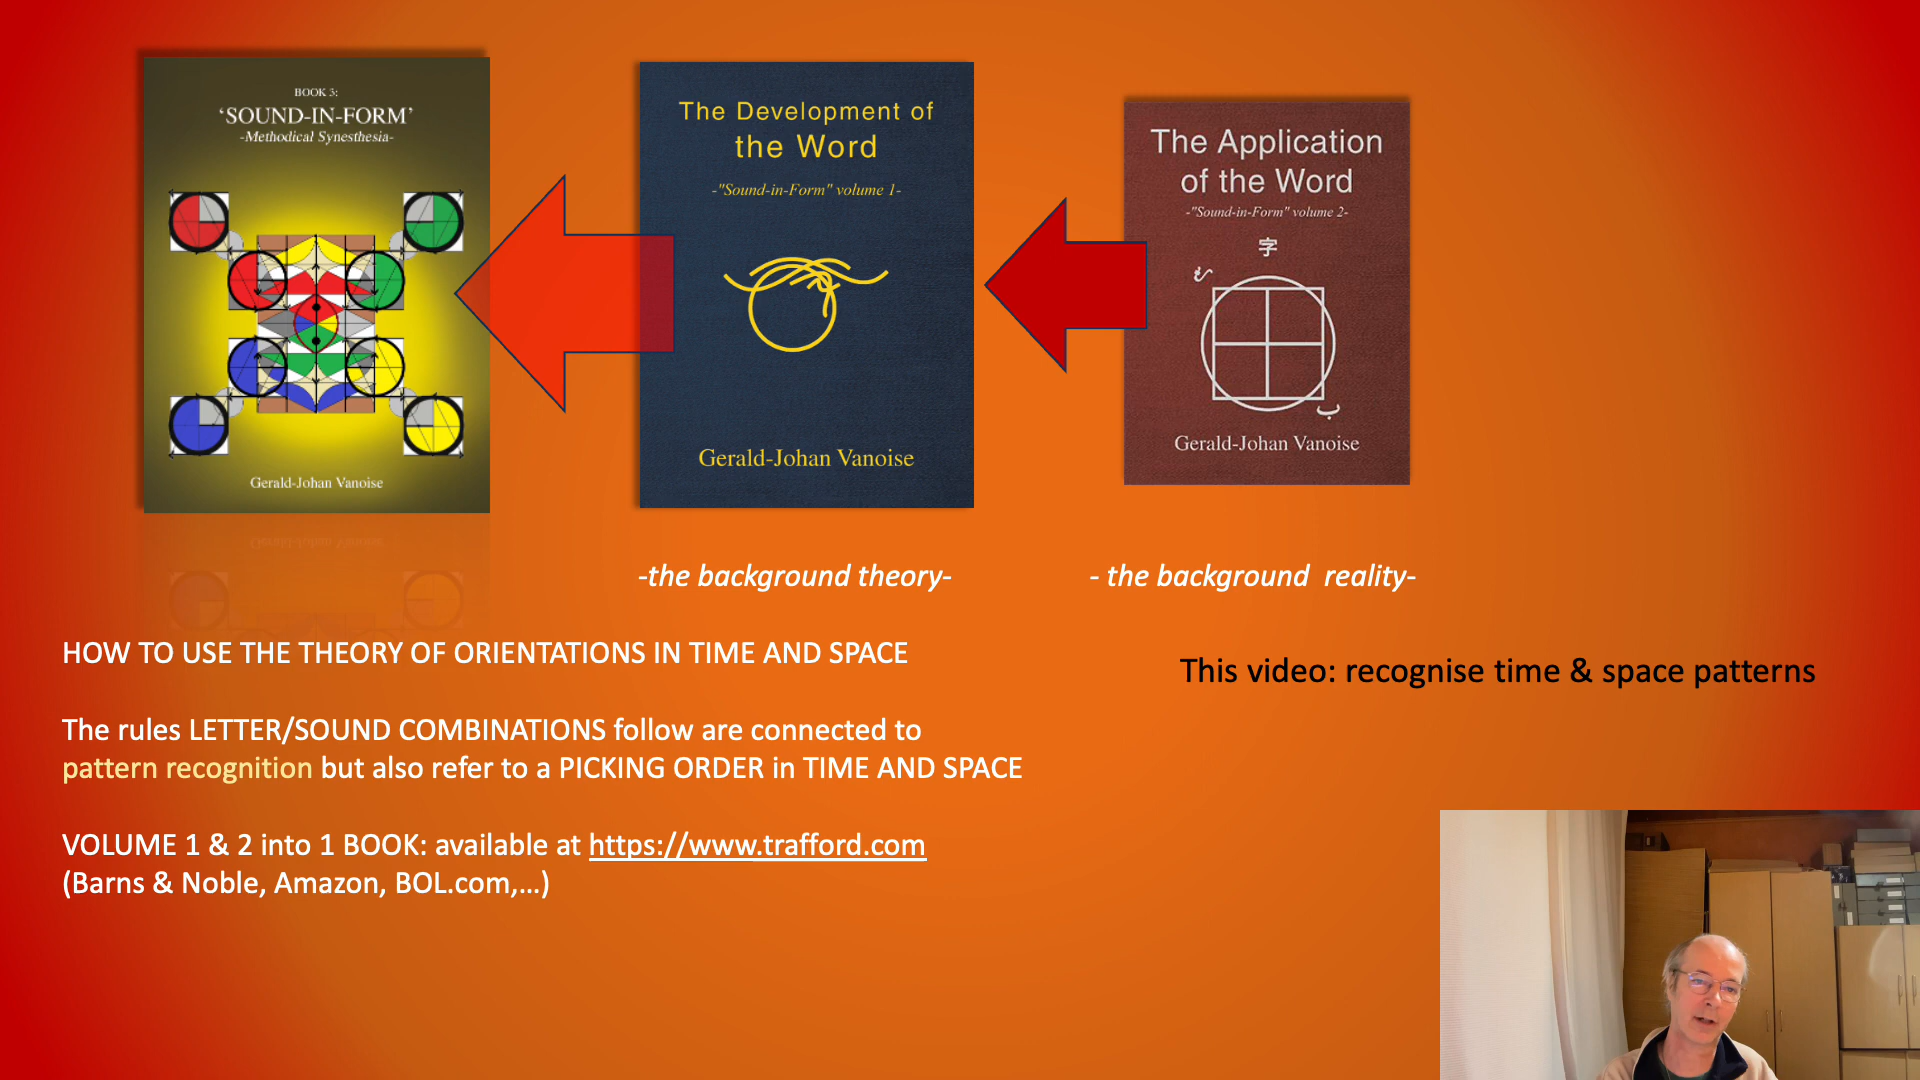 BOOK 3:
‘SOUND-IN-FORM’
-Methodical Synesthesia-
Gerald-Johan Vanoise
The Development of
the Word
-"Sound-in-Form" volume 1-
Gerald-Johan Vanoise
The Application
of the Word
-"Sound-in-Form" volume 2-
字
ب
Gerald-Johan Vanoise
-the background theory-
- the background  reality-
HOW TO USE THE THEORY OF ORIENTATIONS IN TIME AND SPACE
This video: recognise time & space patterns
The rules LETTER/SOUND COMBINATIONS follow are connected to
pattern recognition but also refer to a PICKING ORDER in TIME AND SPACE
VOLUME 1 & 2 into 1 BOOK: available at https://www.trafford.com
(Barns & Noble, Amazon, BOL.com,...)